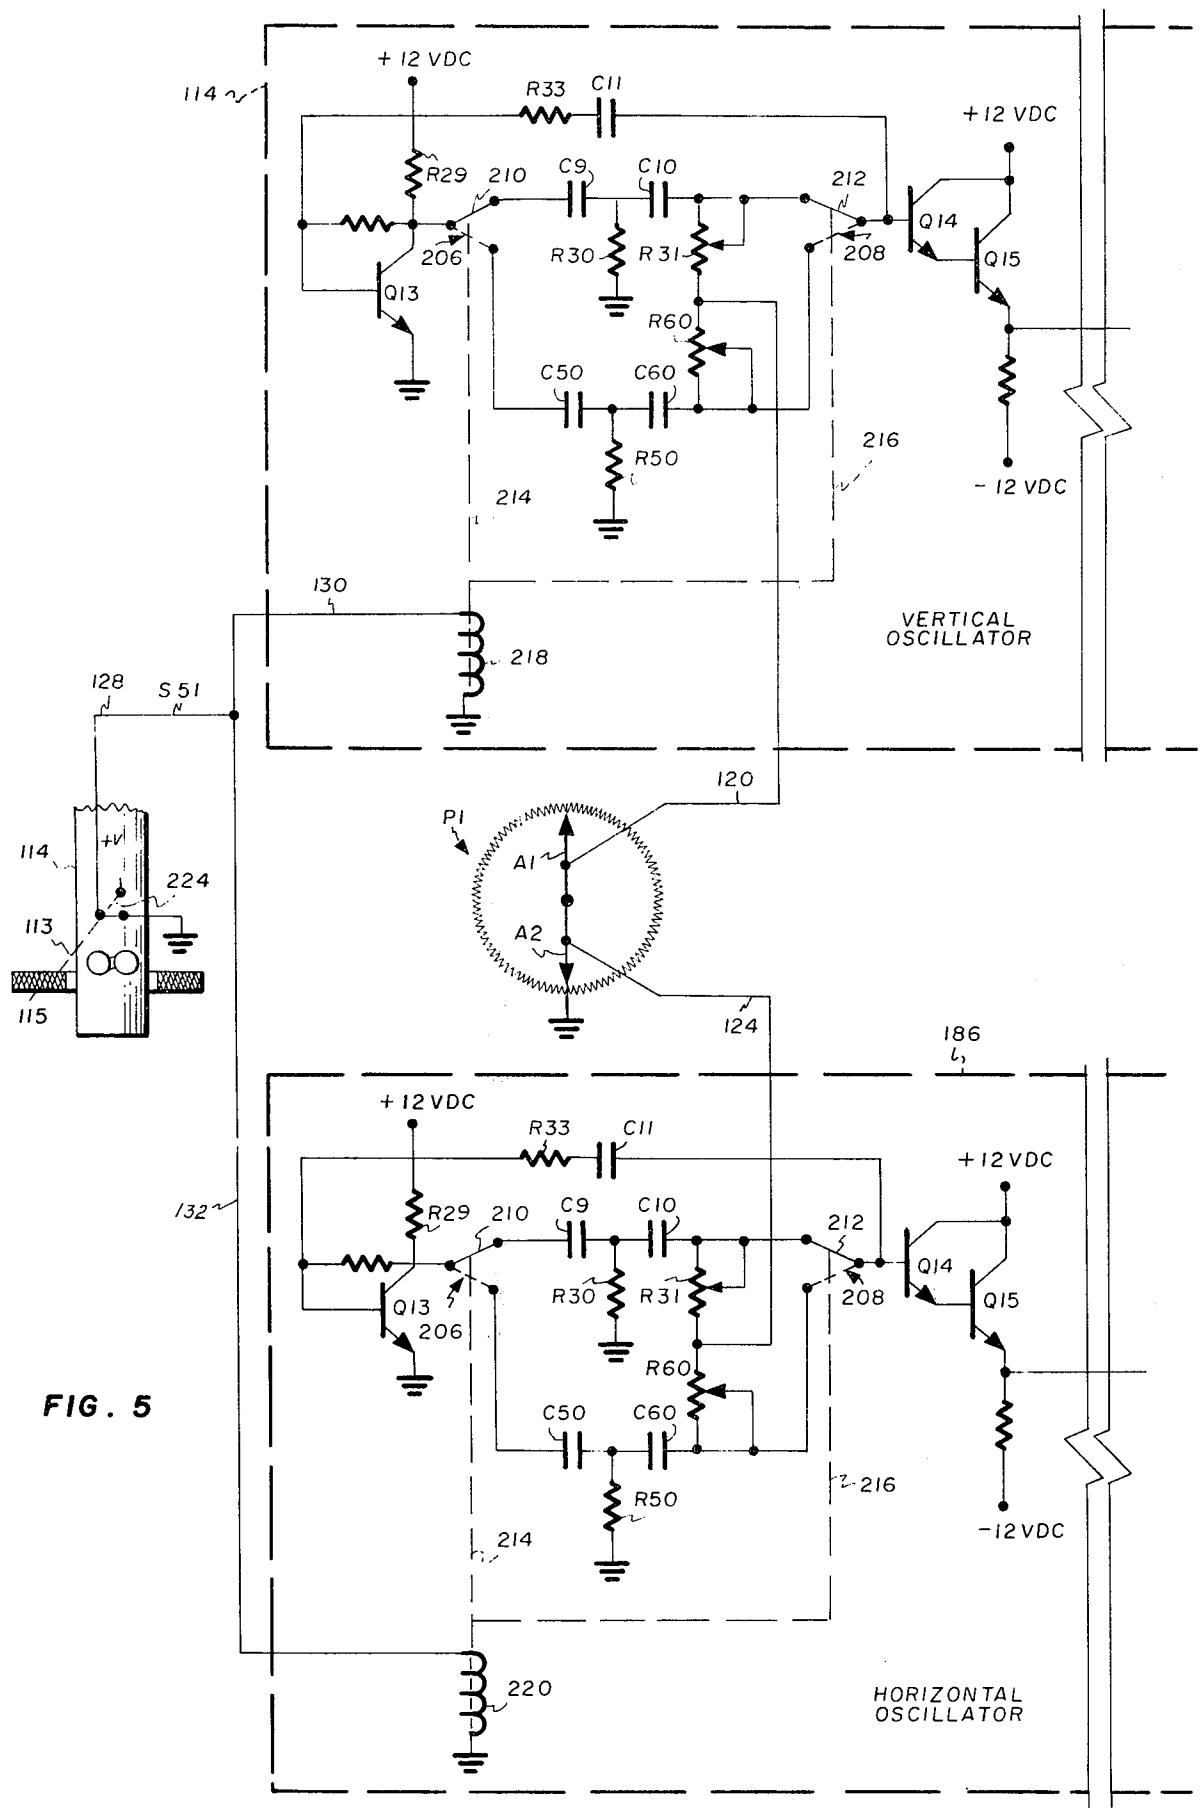 + 12 VDC
114
R33
C11
+12 VDC
R29
210
C9
C10
212
Q14
206
R30
R31
208
Q15
Q13
R60
C50
C60
216
R50
- 12 VDC
214
130
VERTICAL
OSCILLATOR
218
128
S 51
120
P1
+V
114
A1
224
113
A2
115
124
186
+ 12 VDC
R33
C11
+12 VDC
132
R29
210
C9
C10
212
Q14
Q13
R30
R31
208
Q15
206
R60
FIG. 5
C50
C60
216
R50
-12 VDC
214
220
HORIZONTAL
OSCILLATOR